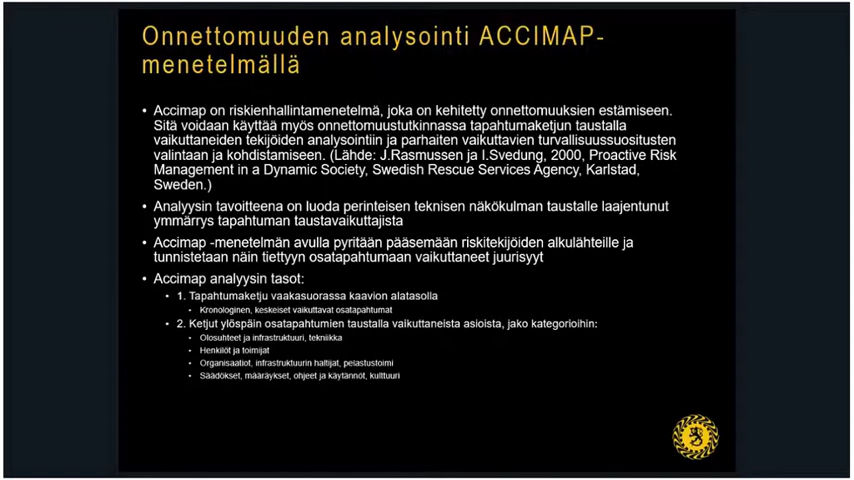 Onnettomuuden analysointi ACCIMAP-
menetelmällä
• Accimap on riskienhallintamenetelmä, joka on kehitetty onnettomuuksien estämiseen.
Sitä voidaan käyttää myös onnettomuustutkinnassa tapahtumaketjun taustalla
vaikuttaneiden tekijöiden analysointiin ja parhaiten vaikuttavien turvallisuussuositusten
valintaan ja kohdistamiseen. (Lähde: J.Rasmussen ja I.Svedung, 2000, Proactive Risk
Management in a Dynamic Society, Swedish Rescue Services Agency, Karlstad,
Sweden.)
• Analyysin tavoitteena on luoda perinteisen teknisen näkökulman taustalle laajentunut
ymmärrys tapahtuman taustavaikuttajista
• Accimap -menetelmän avulla pyritään pääsemään riskitekijöiden alkulähteille ja
tunnistetaan näin tiettyyn osatapahtumaan vaikuttaneet juurisyyt
• Accimap analyysin tasot:
• 1. Tapahtumaketju vaakasuorassa kaavion alatasolla
• Kronologinen, keskeiset vaikuttavat osatapahtumat
• 2. Ketjut ylöspäin osatapahtumien taustalla vaikuttaneista asioista, jako kategorioihin:
• Olosuhteet ja infrastruktuuri, tekniikka
• Henkilöt ja toimijat
• Organisaatiot, infrastruktuurin haltijat, pelastustoimi
• Säädökset, määräykset, ohjeet ja käytännöt, kulttuuri